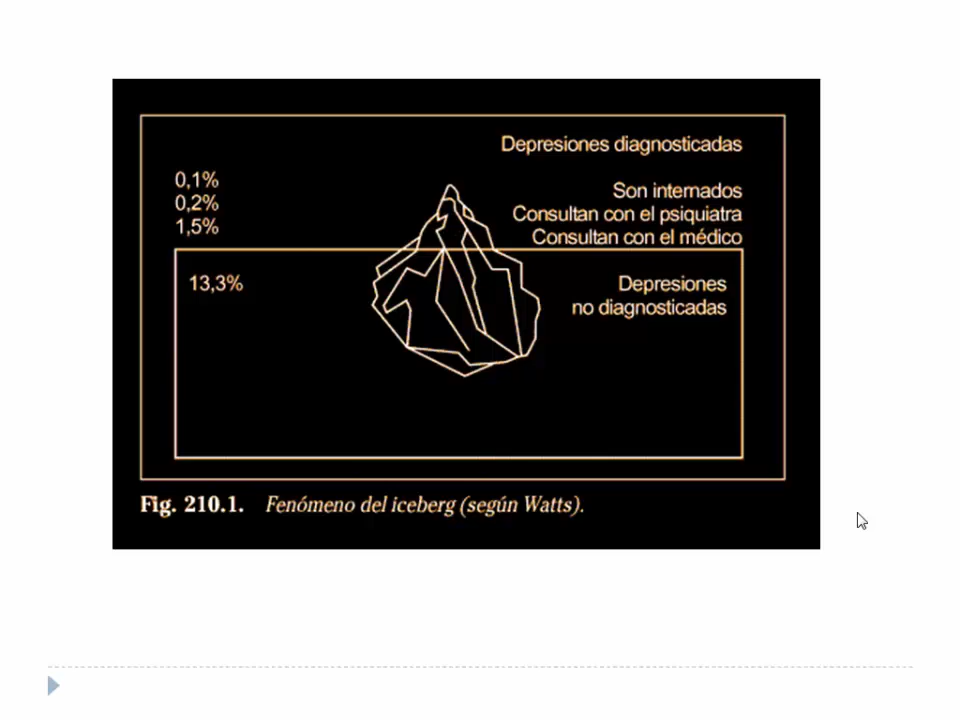 Depresiones diagnosticadas
0,1% Son internados
0,2% Consultan con el psiquiatra
1,5% Consultan con el médico
13,3% Depresiones
no diagnosticadas
Fig. 210.1. Fenómeno del iceberg (según Watts).